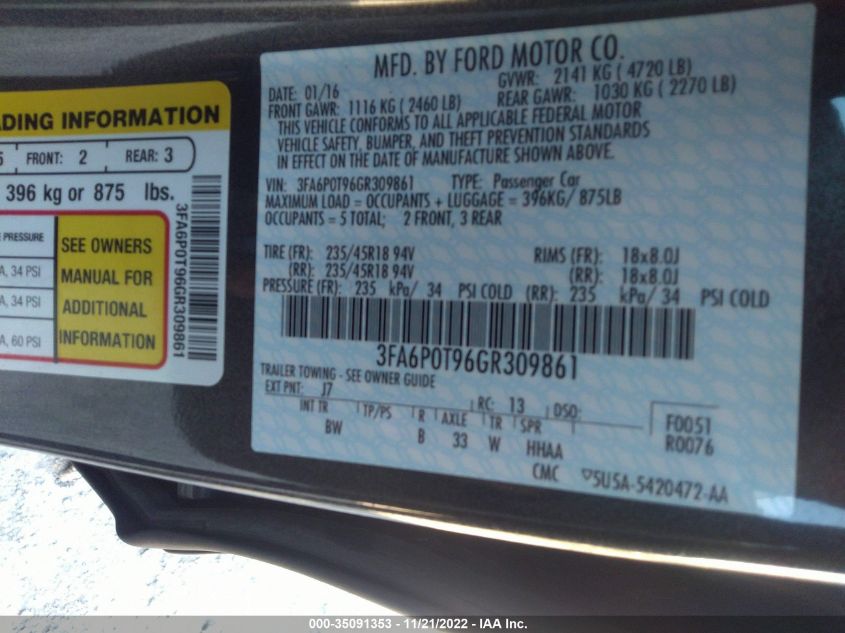 ADING INFORMATION
5 FRONT: 2 REAR: 3
396 kg or 875 lbs.
PRESSURE
A, 34 PSI
A, 34 PSI
A, 60 PSI
SEE OWNERS
MANUAL FOR
ADDITIONAL
INFORMATION
3FA6P0T96GR309861
MFD. BY FORD MOTOR CO.
DATE: 01/16 GVWR: 2141 KG ( 4720 LB)
FRONT GAWR: 1116 KG ( 2460 LB) REAR GAWR: 1030 KG ( 2270 LB)
THIS VEHICLE CONFORMS TO ALL APPLICABLE FEDERAL MOTOR
VEHICLE SAFETY, BUMPER, AND THEFT PREVENTION STANDARDS
IN EFFECT ON THE DATE OF MANUFACTURE SHOWN ABOVE.
VIN: 3FA6P0T96GR309861 TYPE: Passenger Car
MAXIMUM LOAD = OCCUPANTS + LUGGAGE = 396KG/ 875LB
OCCUPANTS = 5 TOTAL; 2 FRONT, 3 REAR
TIRE (FR): 235/45R18 94V RIMS (FR): 18x8.0J
(RR): 235/45R18 94V (RR): 18x8.0J
PRESSURE (FR): 235 kPa/ 34 PSI COLD (RR): 235 kPa/ 34 PSI COLD
3FA6P0T96GR309861
TRAILER TOWING - SEE OWNER GUIDE
EXT PNT: J7 RC: 13 DSO: F0051
INT TR TP/PS R AXLE TR SPR R0076
BW B 33 W HHAA
CMC 5U5A-5420472-AA
000-35091353 - 11/21/2022 - IAA Inc.